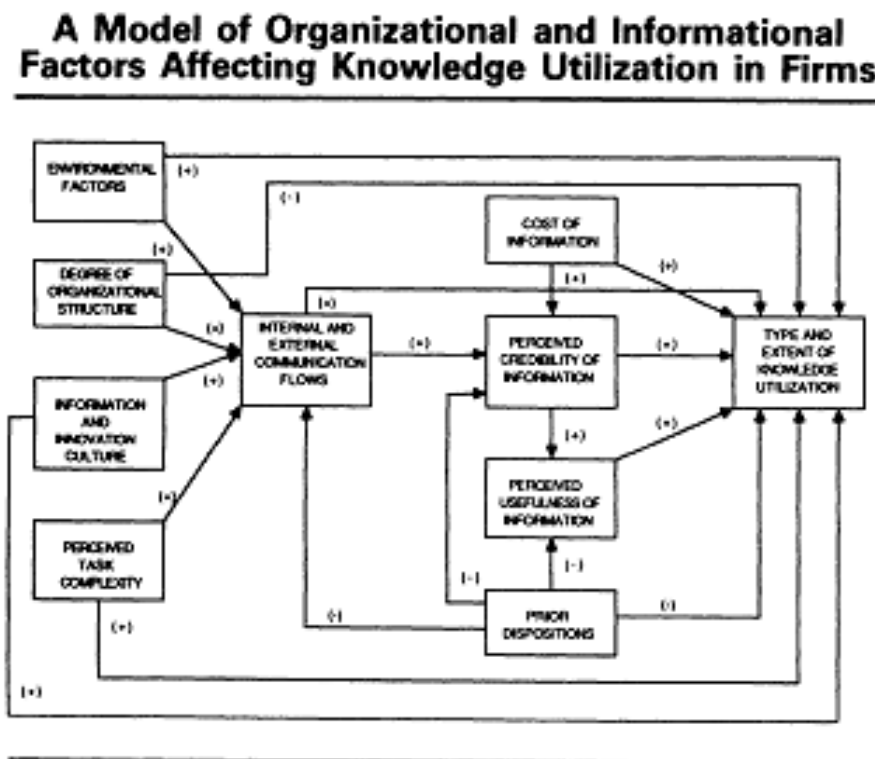 A Model of Organizational and Informational
Factors Affecting Knowledge Utilization in Firms
ENVIRONMENTAL
FACTORS
(+)
(-)
COST OF
INFORMATION
(+)
DEGREE OF
ORGANIZATIONAL
STRUCTURE
(+)
(+)
(+)
(+)
INTERNAL AND
EXTERNAL
COMMUNICATION
FLOWS
(+)
PERCEIVED
CREDIBILITY OF
INFORMATION
(+)
TYPE AND
EXTENT OF
KNOWLEDGE
UTILIZATION
(+)
(+)
INFORMATION
AND
INNOVATION
CULTURE
(+)
(+)
PERCEIVED
USEFULNESS OF
INFORMATION
(+)
PERCEIVED
TASK
COMPLEXITY
(-)
(-)
PRIOR
DISPOSITIONS
(-)
(-)
(+)
(+)